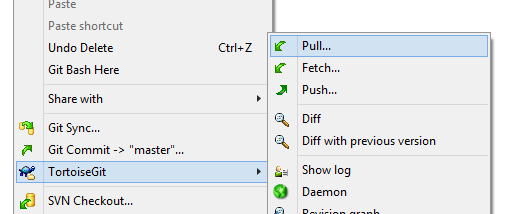 Paste
Paste shortcut
Undo Delete Ctrl+Z
Git Bash Here
Share with
Git Sync...
Git Commit -> "master"...
TortoiseGit
SVN Checkout...
Pull...
Fetch...
Push...
Diff
Diff with previous version
Show log
Daemon
Revision graph